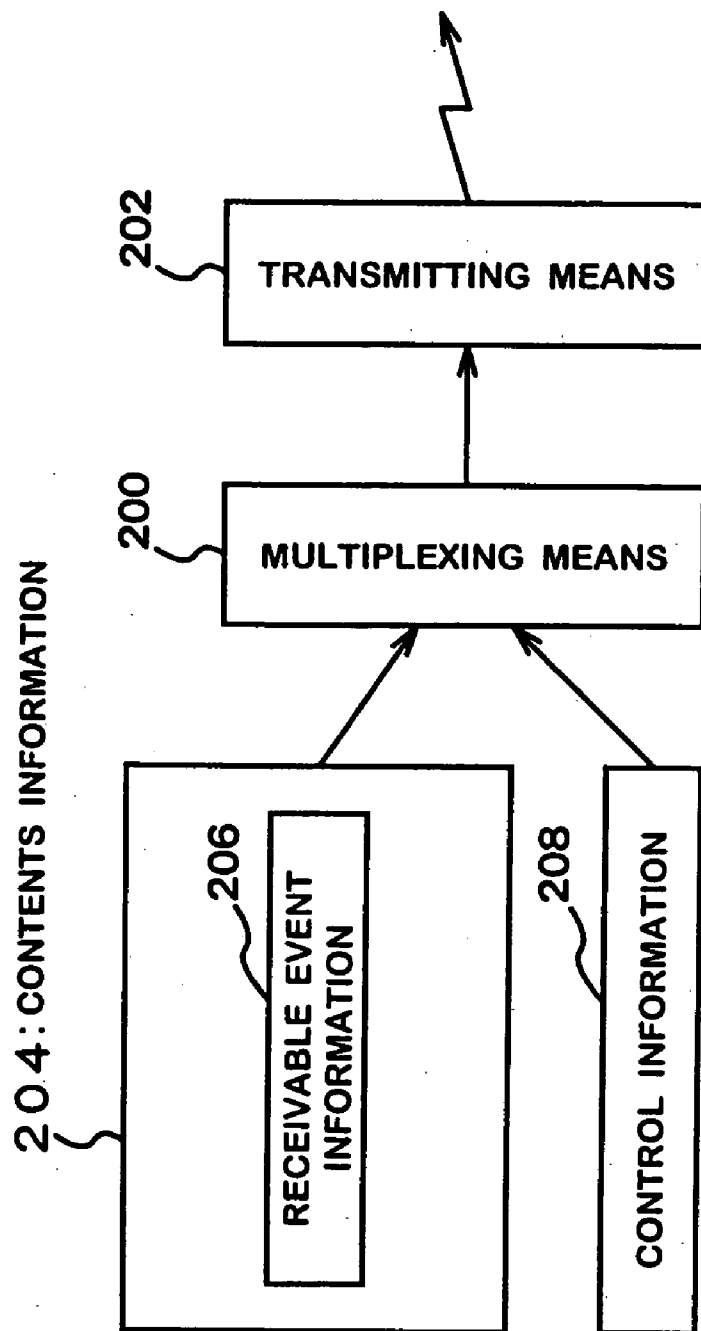 204: CONTENTS INFORMATION
206
RECEIVABLE EVENT
INFORMATION
208
CONTROL INFORMATION
200
MULTIPLEXING MEANS
202
TRANSMITTING MEANS